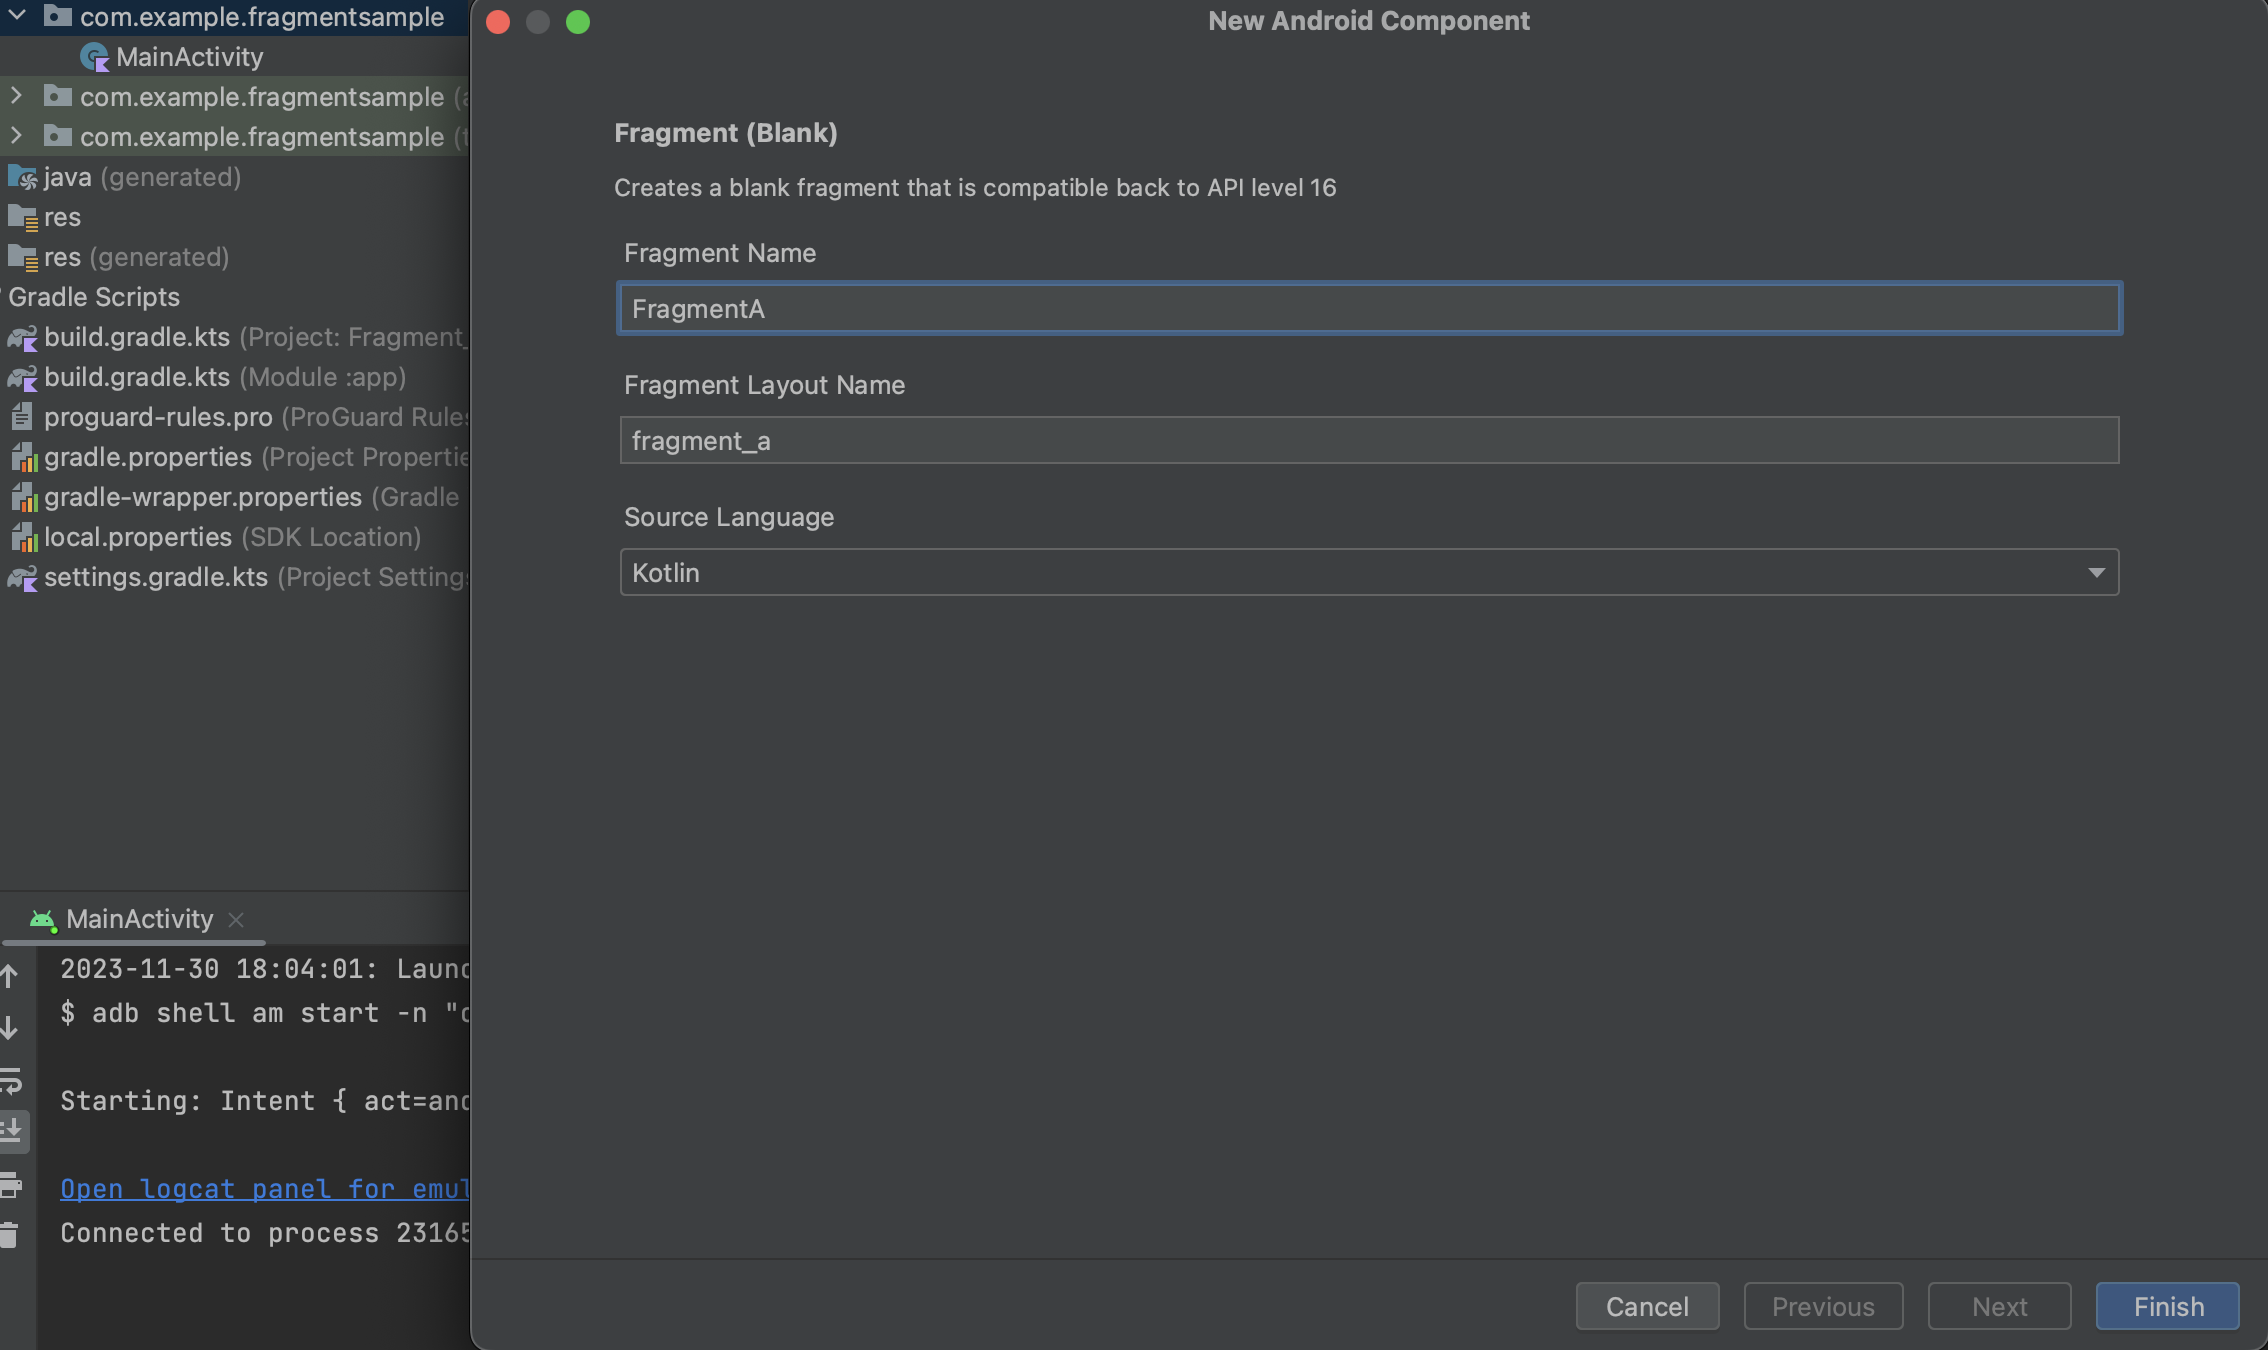 com.example.fragmentsample
MainActivity
com.example.fragmentsample
com.example.fragmentsample
java (generated)
res
res (generated)
Gradle Scripts
build.gradle.kts (Project: Fragment_
build.gradle.kts (Module :app)
proguard-rules.pro (ProGuard Rules
gradle.properties (Project Propertie
gradle-wrapper.properties (Gradle
local.properties (SDK Location)
settings.gradle.kts (Project Settings
MainActivity
2023-11-30 18:04:01: Launc
$ adb shell am start -n "c
Starting: Intent { act=and
Open logcat panel for emul
Connected to process 23165
New Android Component
Fragment (Blank)
Creates a blank fragment that is compatible back to API level 16
Fragment Name
FragmentA
Fragment Layout Name
fragment_a
Source Language
Kotlin
Cancel
Previous
Next
Finish